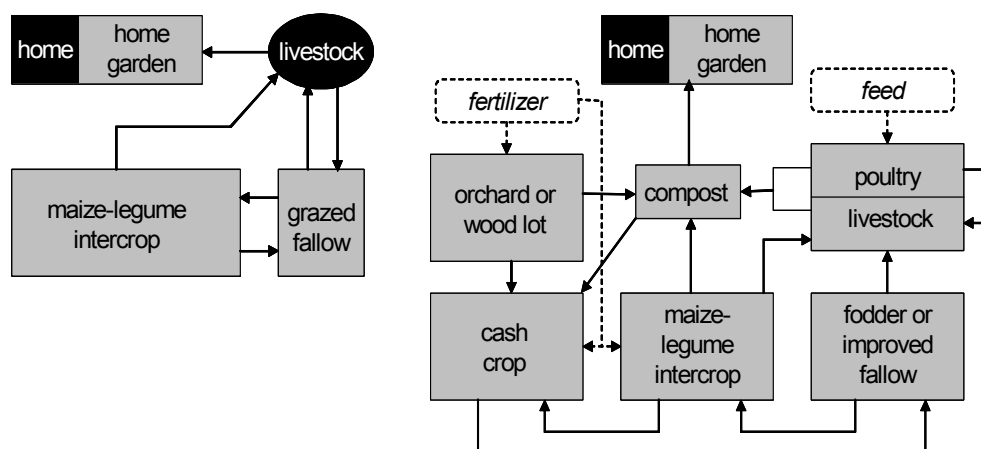 home
home
garden
livestock
maize-legume
intercrop
grazed
fallow
home
home
garden
fertilizer
feed
orchard or
wood lot
compost
poultry
livestock
cash
crop
maize-
legume
intercrop
fodder or
improved
fallow